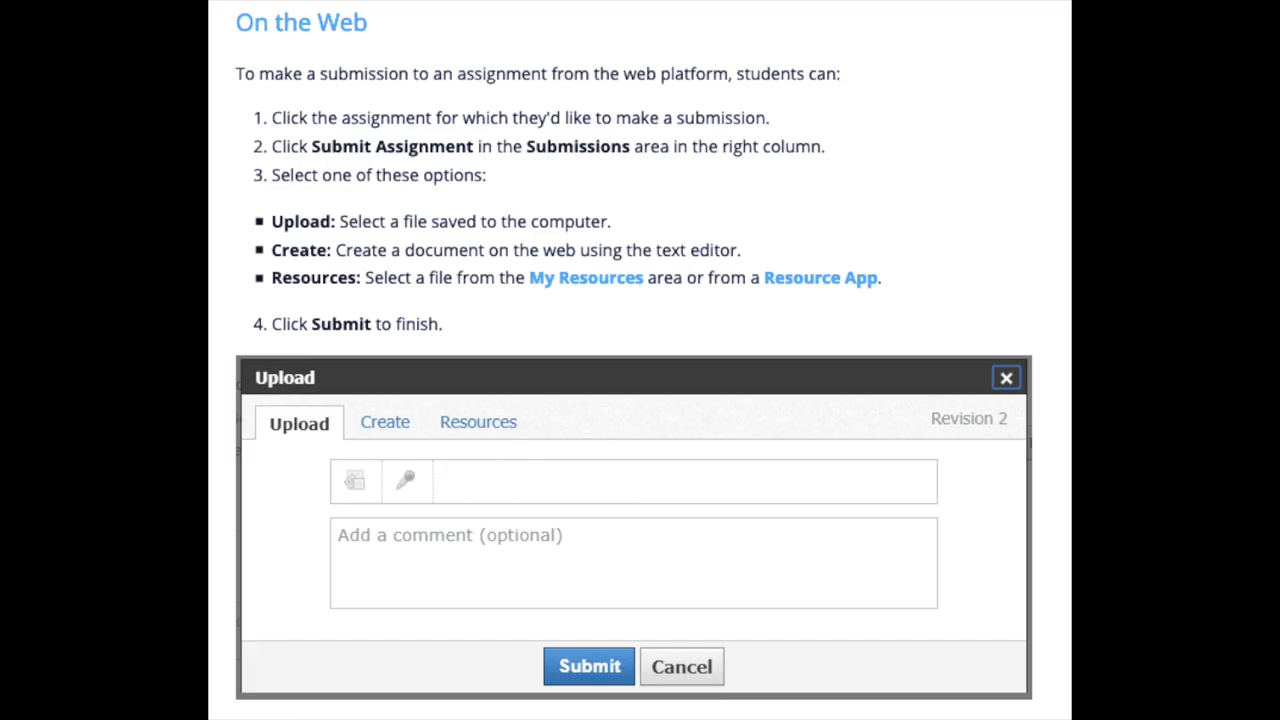 On the Web
To make a submission to an assignment from the web platform, students can:
1. Click the assignment for which they'd like to make a submission.
2. Click Submit Assignment in the Submissions area in the right column.
3. Select one of these options:
▪ Upload: Select a file saved to the computer.
▪ Create: Create a document on the web using the text editor.
▪ Resources: Select a file from the My Resources area or from a Resource App.
4. Click Submit to finish.
Upload
Upload Create Resources Revision 2
Add a comment (optional)
Submit Cancel